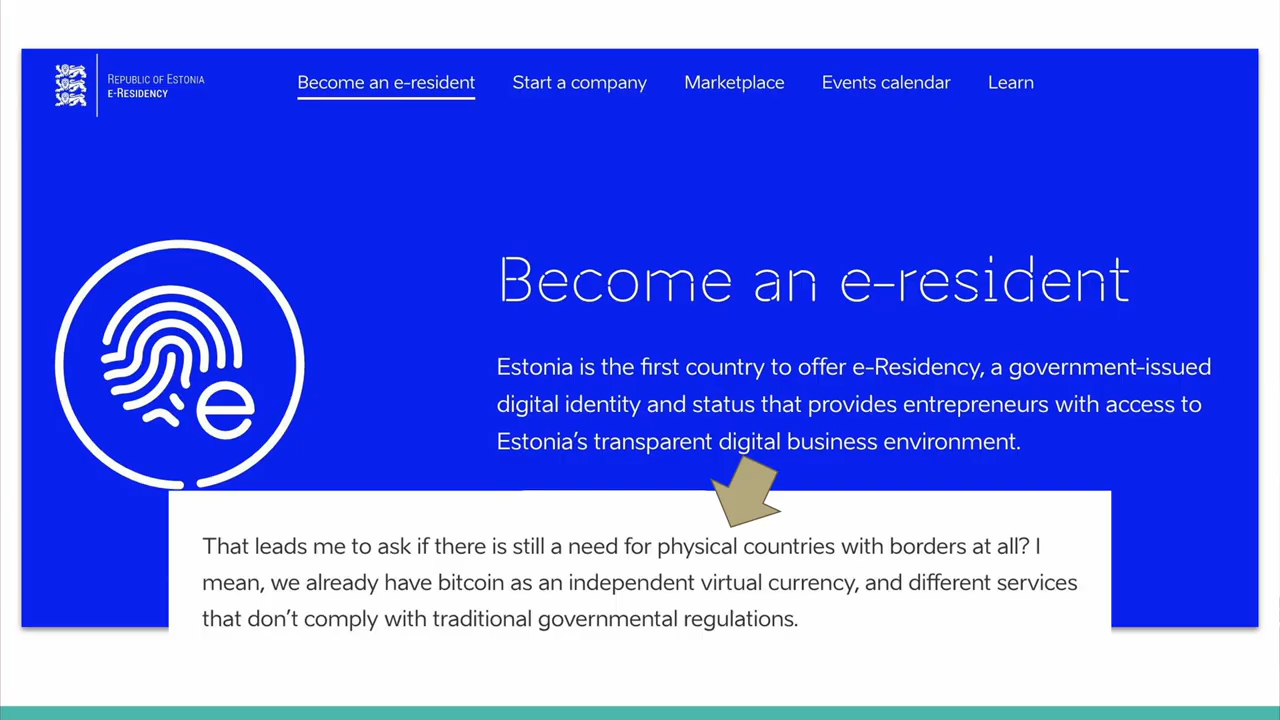 REPUBLIC OF ESTONIA
E-RESIDENCY
Become an e-resident
Start a company
Marketplace
Events calendar
Learn
e
Become an e-resident
Estonia is the first country to offer e-Residency, a government-issued
digital identity and status that provides entrepreneurs with access to
Estonia's transparent digital business environment.
That leads me to ask if there is still a need for physical countries with borders at all? I
mean, we already have bitcoin as an independent virtual currency, and different services
that don't comply with traditional governmental regulations.